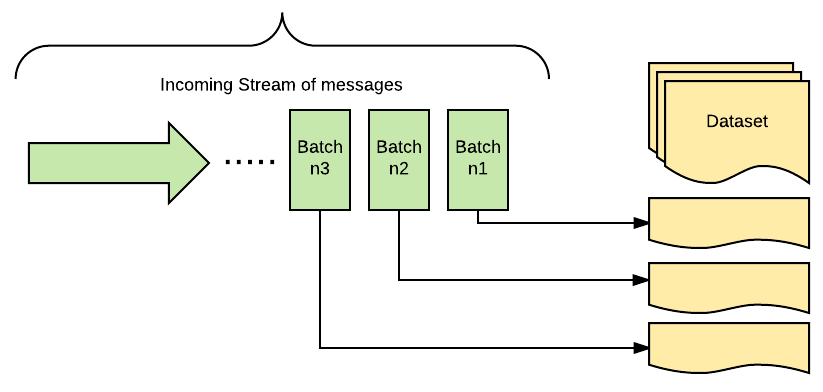 Incoming Stream of messages
Dataset
Batch
n3
Batch
n2
Batch
n1